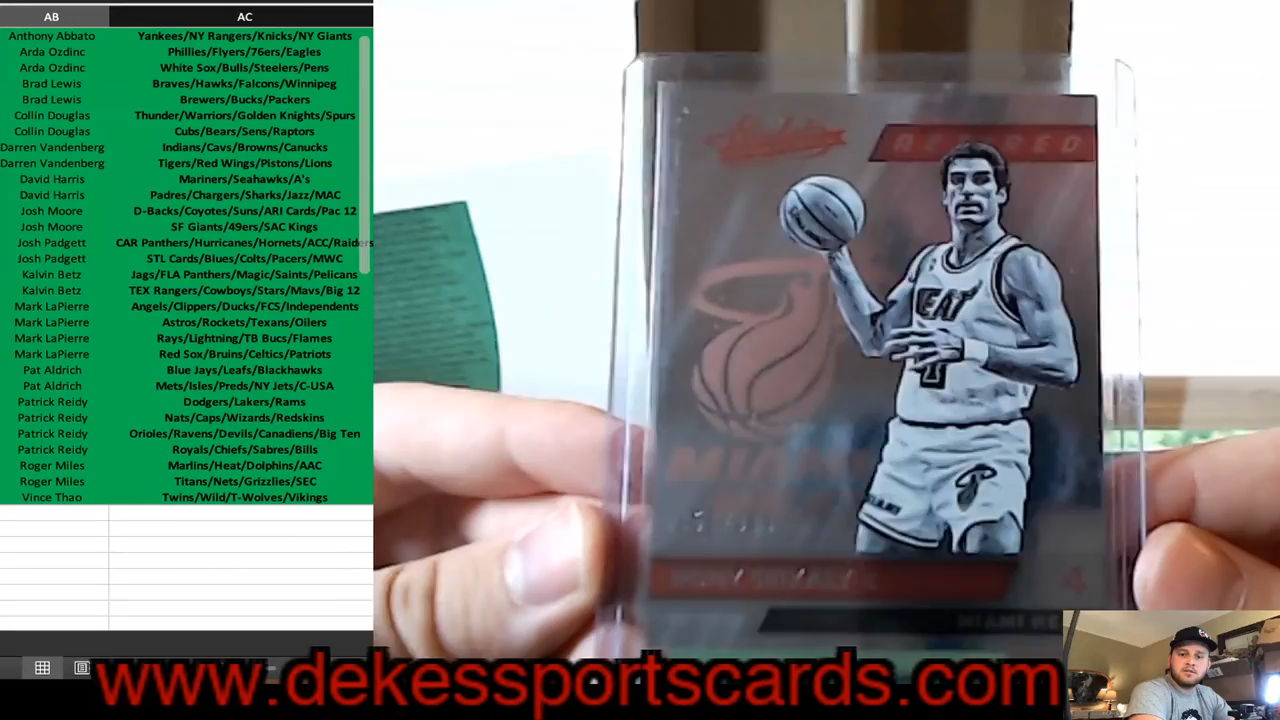 AB AC
Anthony Abbato Yankees/NY Rangers/Knicks/NY Giants
Arda Ozdinc Phillies/Flyers/76ers/Eagles
Arda Ozdinc White Sox/Bulls/Steelers/Pens
Brad Lewis Braves/Hawks/Falcons/Winnipeg
Brad Lewis Brewers/Bucks/Packers
Collin Douglas Thunder/Warriors/Golden Knights/Spurs
Collin Douglas Cubs/Bears/Sens/Raptors
Darren Vandenberg Indians/Cavs/Browns/Canucks
Darren Vandenberg Tigers/Red Wings/Pistons/Lions
David Harris Mariners/Seahawks/A's
David Harris Padres/Chargers/Sharks/Jazz/MAC
Josh Moore D-Backs/Coyotes/Suns/ARI Cards/Pac 12
Josh Moore SF Giants/49ers/SAC Kings
Josh Padgett CAR Panthers/Hurricanes/Hornets/ACC/Raiders
Josh Padgett STL Cards/Blues/Colts/Pacers/MWC
Kalvin Betz Jags/FLA Panthers/Magic/Saints/Pelicans
Kalvin Betz TEX Rangers/Cowboys/Stars/Mavs/Big 12
Mark LaPierre Angels/Clippers/Ducks/FCS/Independents
Mark LaPierre Astros/Rockets/Texans/Oilers
Mark LaPierre Rays/Lightning/TB Bucs/Flames
Mark LaPierre Red Sox/Bruins/Celtics/Patriots
Pat Aldrich Blue Jays/Leafs/Blackhawks
Pat Aldrich Mets/Isles/Preds/NY Jets/C-USA
Patrick Reidy Dodgers/Lakers/Rams
Patrick Reidy Nats/Caps/Wizards/Redskins
Patrick Reidy Orioles/Ravens/Devils/Canadiens/Big Ten
Patrick Reidy Royals/Chiefs/Sabres/Bills
Roger Miles Marlins/Heat/Dolphins/AAC
Roger Miles Titans/Nets/Grizzlies/SEC
Vince Thao Twins/Wild/T-Wolves/Vikings
RETIRED
HEAT
4
MIAMI
MIAMI
4
MIAMI HE
www.dekessportscards.com